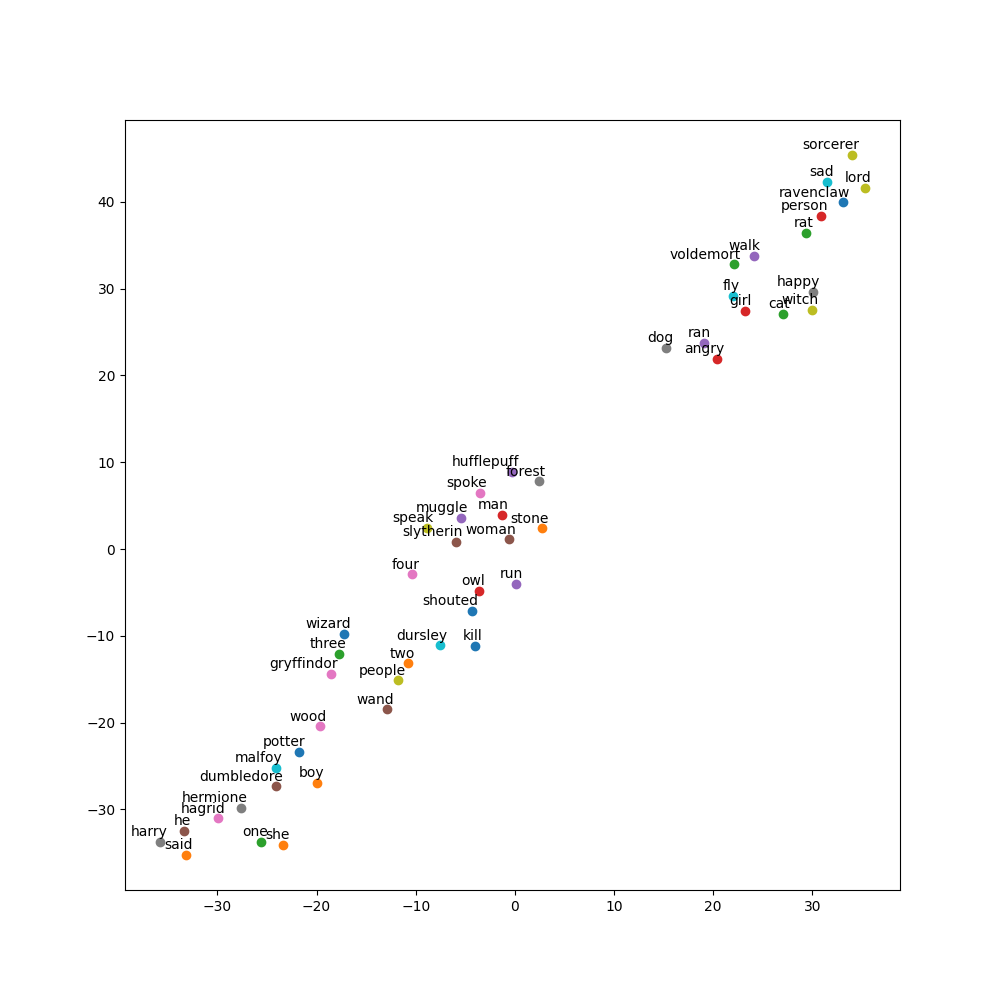 sorcerer
sad
lord
ravenclaw
person
rat
walk
voldemort
happy
fly
witch
girl
cat
ran
dog
angry
hufflepuff
forest
spoke
muggle
man
speak
stone
slytherin
woman
four
run
owl
shouted
wizard
dursley
kill
three
two
gryffindor
people
wand
wood
potter
malfoy
boy
dumbledore
hermione
hagrid
he
harry
one
she
said
40
30
20
10
0
−10
−20
−30
−30
−20
−10
0
10
20
30